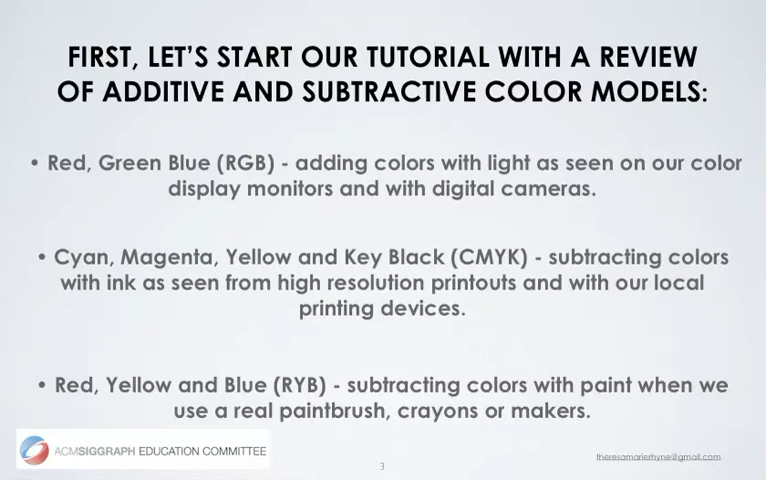 FIRST, LET'S START OUR TUTORIAL WITH A REVIEW
OF ADDITIVE AND SUBTRACTIVE COLOR MODELS:
• Red, Green Blue (RGB) - adding colors with light as seen on our color
display monitors and with digital cameras.
• Cyan, Magenta, Yellow and Key Black (CMYK) - subtracting colors
with ink as seen from high resolution printouts and with our local
printing devices.
• Red, Yellow and Blue (RYB) - subtracting colors with paint when we
use a real paintbrush, crayons or makers.
ACMSIGGRAPH EDUCATION COMMITTEE
theresamarierhyne@gmail.com
3